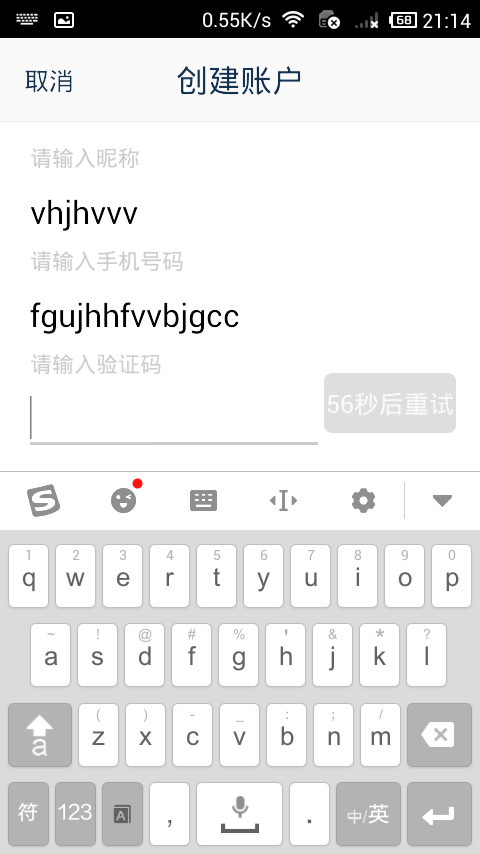 0.55K/s 68 21:14
取消 创建账户
请输入昵称
vhjhvvv
请输入手机号码
fgujhhfvvbjgcc
请输入验证码
56秒后重试
S
1 2 3 4 5 6 7 8 9 0
q w e r t y u i o p
~ ! @ # % ' & * ?
a s d f g h j k l
( ) - _ : ; /
a z x c v b n m
符 123 A , . 中/英